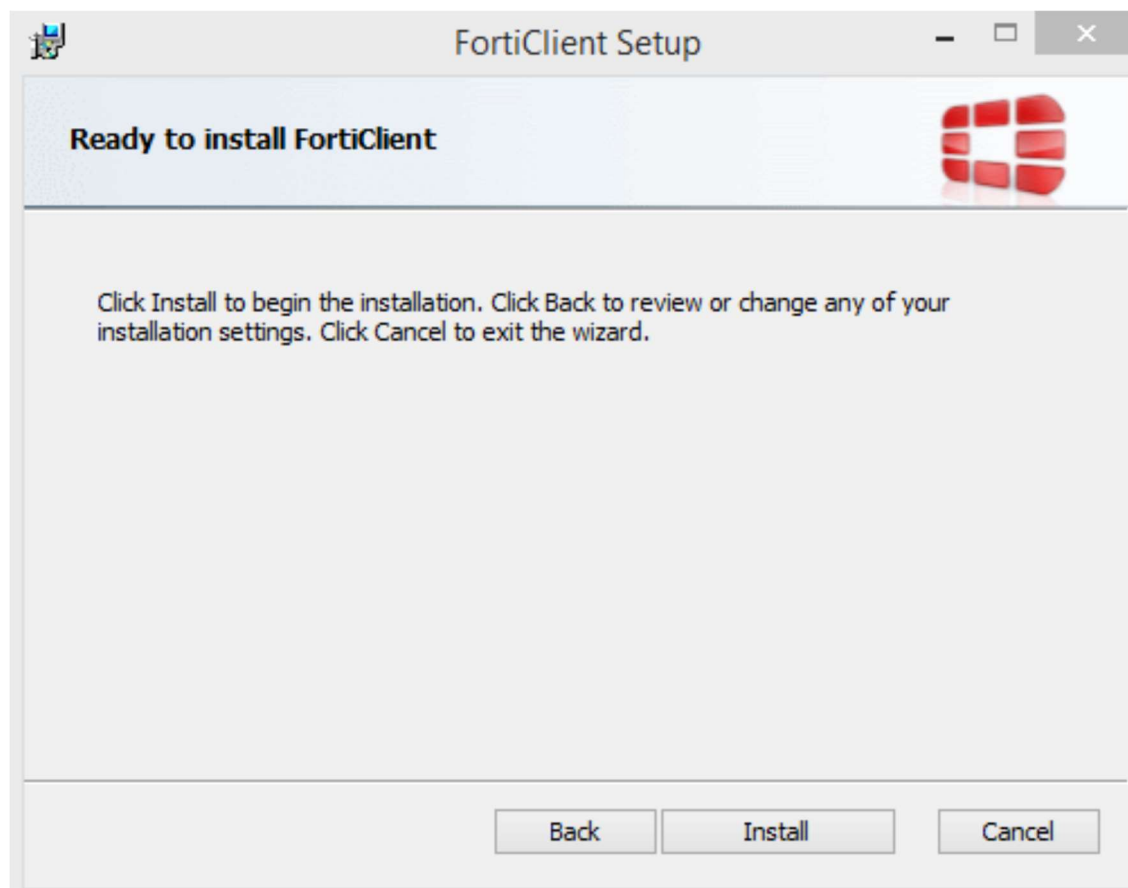 FortiClient Setup
Ready to install FortiClient
Click Install to begin the installation. Click Back to review or change any of your
installation settings. Click Cancel to exit the wizard.
Back Install Cancel